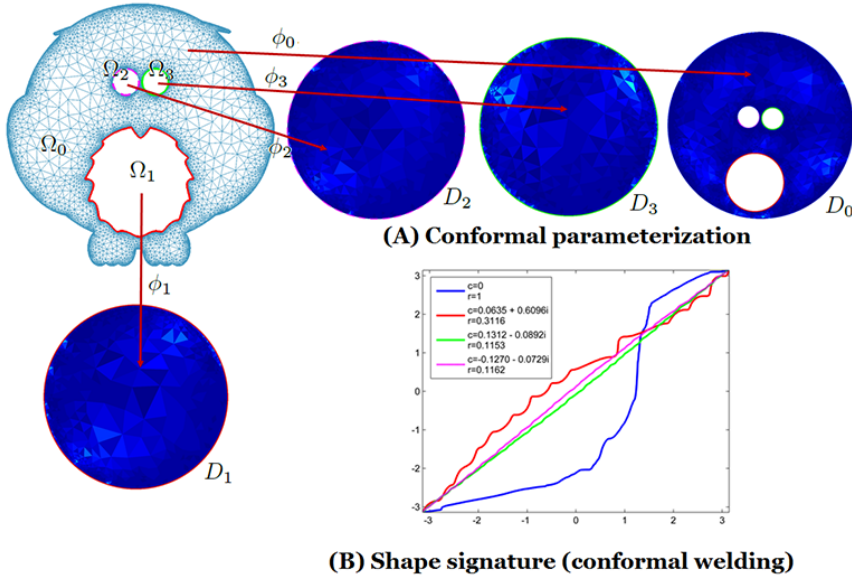 ϕ₀
Ω₂ Ω₃
ϕ₃
Ω₀
ϕ₂
Ω₁
D₂
D₃
D₀
(A) Conformal parameterization
ϕ₁
D₁
c=0
r=1
c=0.0635 + 0.6096i
r=0.3116
c=0.1312 - 0.0892i
r=0.1153
c=-0.1270 - 0.0729i
r=0.1162
3
2
1
0
-1
-2
-3
-3 -2 -1 0 1 2 3
(B) Shape signature (conformal welding)